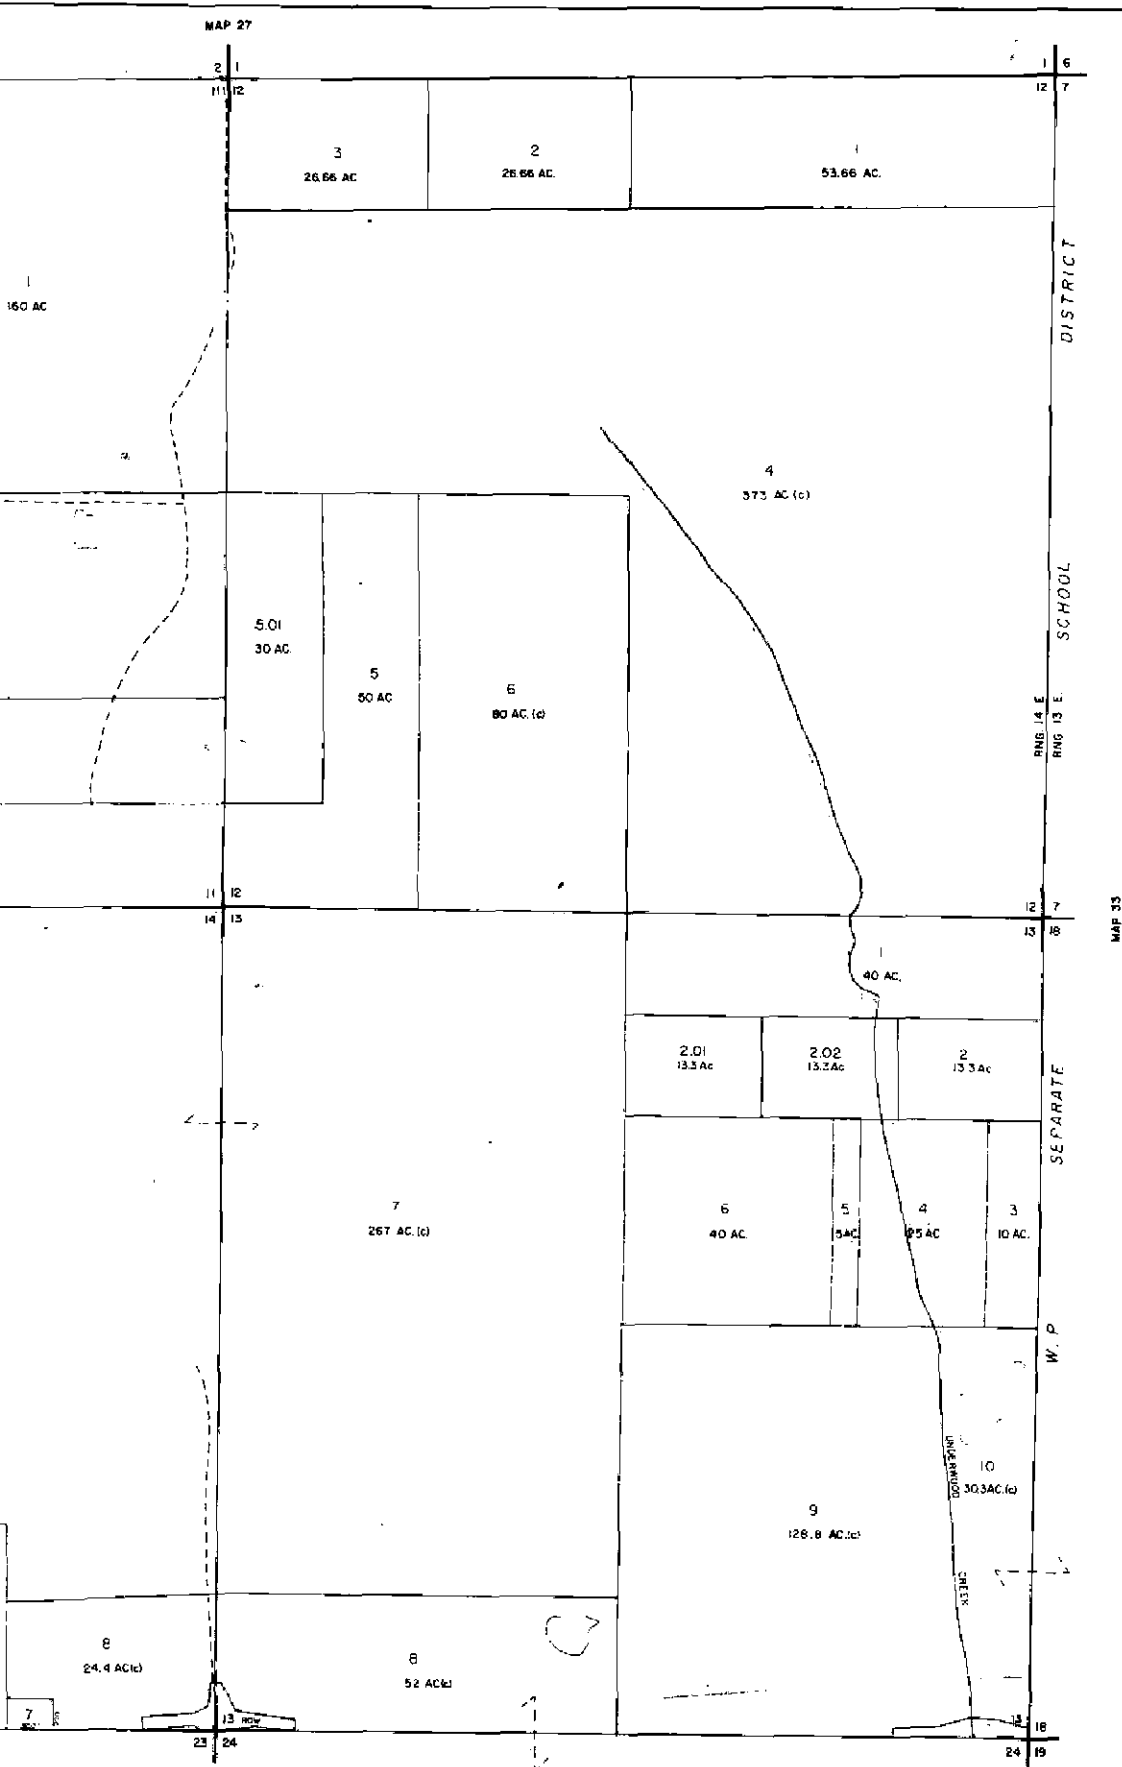 MAP 27
2 1
11 12
1 6
12 7
3
26.66 AC
2
26.66 AC.
1
53.66 AC.
DISTRICT
1
160 AC
4
373 AC (c)
SCHOOL
5.01
30 AC.
5
50 AC
6
80 AC. (c)
RNG 14 E
RNG 13 E
11 12
14 13
12 7
13 18
MAP 33
1
40 AC.
2.01
13.3 Ac
2.02
13.3 Ac
2
13.3 Ac
SEPARATE
7
267 AC. (c)
6
40 AC.
5
5 AC
4
25 AC
3
10 AC.
W. P
UNDERWOOD
10
30.3 AC. (c)
9
128.8 AC. (c)
CREEK
8
24.4 AC (c)
8
52 AC (c)
7
13 ROW
13 18
23 24
24 19